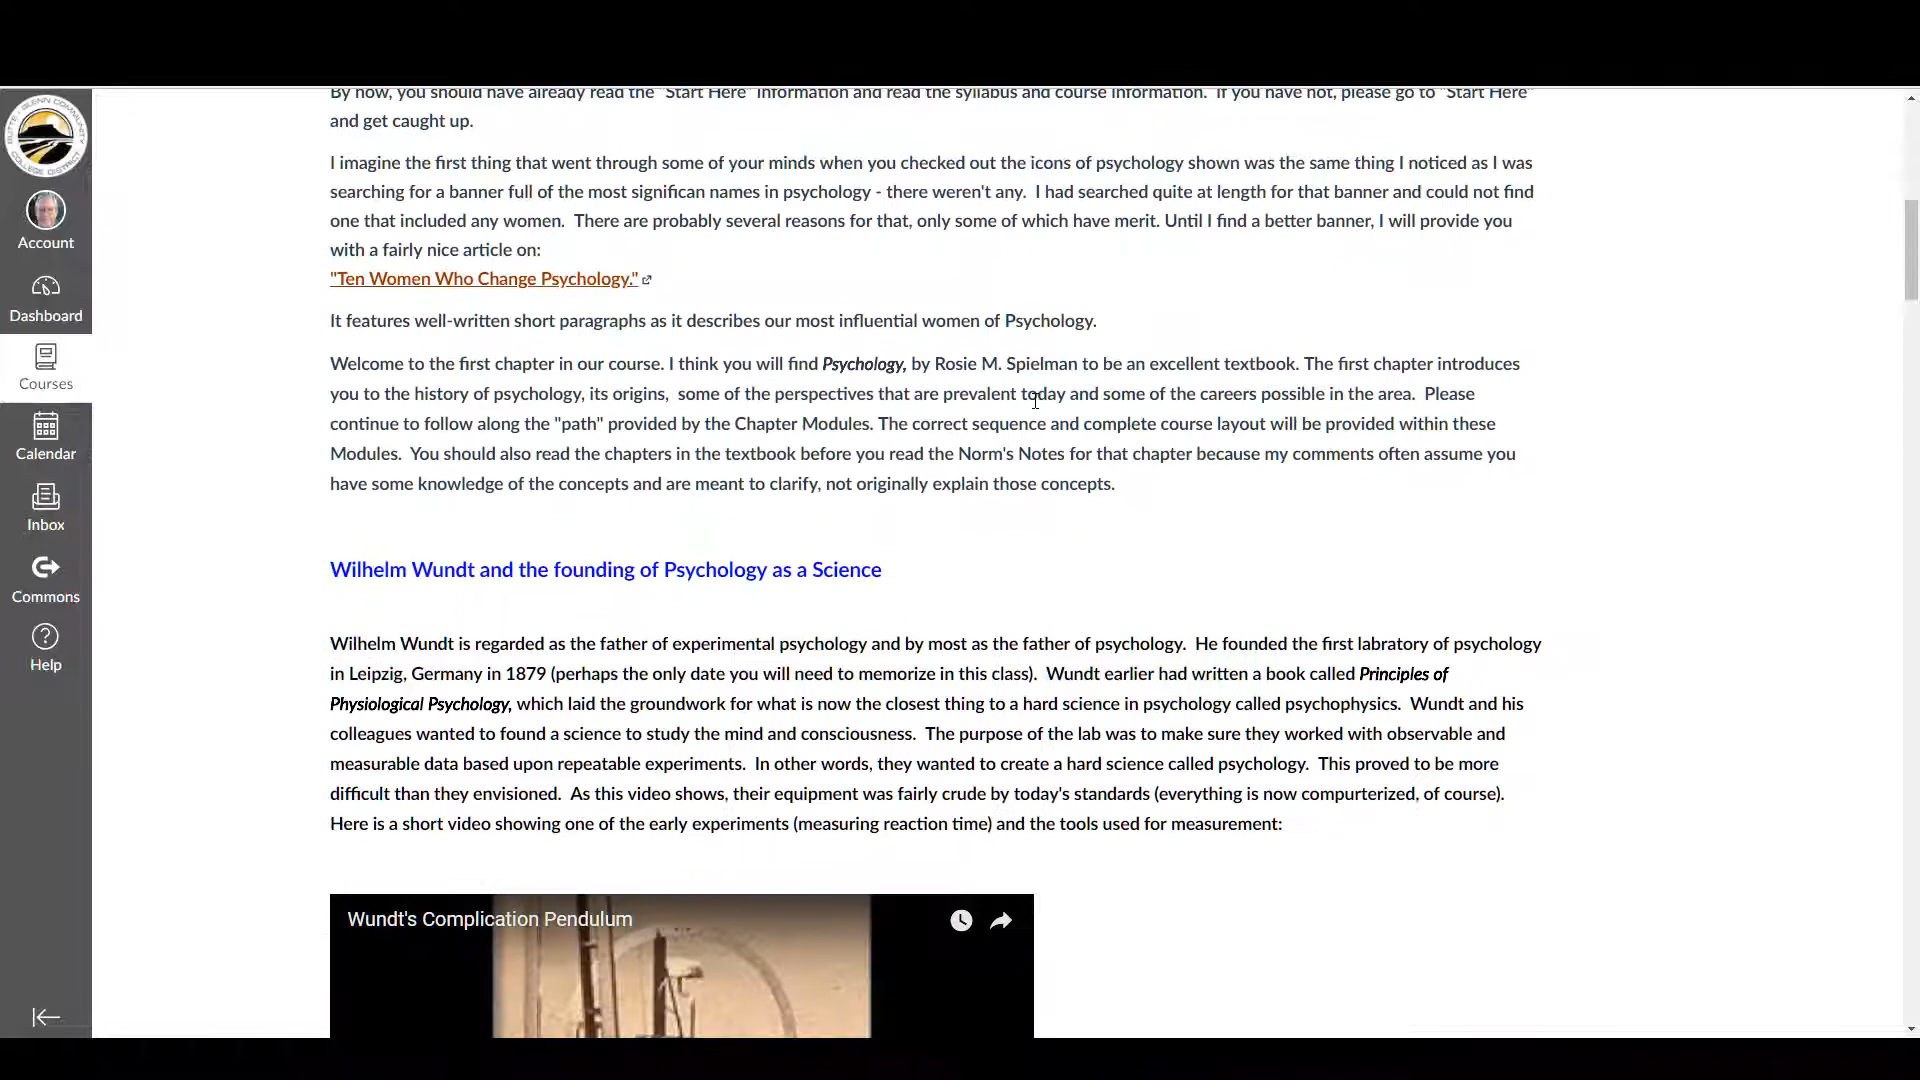 By now, you should have already read the "Start Here" information and read the syllabus and course information.  If you have not, please go to "Start Here"
and get caught up.
I imagine the first thing that went through some of your minds when you checked out the icons of psychology shown was the same thing I noticed as I was
searching for a banner full of the most significan names in psychology - there weren't any.  I had searched quite at length for that banner and could not find
one that included any women.  There are probably several reasons for that, only some of which have merit. Until I find a better banner, I will provide you
with a fairly nice article on:
"Ten Women Who Change Psychology."
It features well-written short paragraphs as it describes our most influential women of Psychology.
Welcome to the first chapter in our course. I think you will find Psychology, by Rosie M. Spielman to be an excellent textbook. The first chapter introduces
you to the history of psychology, its origins,  some of the perspectives that are prevalent today and some of the careers possible in the area.  Please
continue to follow along the "path" provided by the Chapter Modules. The correct sequence and complete course layout will be provided within these
Modules.  You should also read the chapters in the textbook before you read the Norm's Notes for that chapter because my comments often assume you
have some knowledge of the concepts and are meant to clarify, not originally explain those concepts.
Wilhelm Wundt and the founding of Psychology as a Science
Wilhelm Wundt is regarded as the father of experimental psychology and by most as the father of psychology.  He founded the first labratory of psychology
in Leipzig, Germany in 1879 (perhaps the only date you will need to memorize in this class).  Wundt earlier had written a book called Principles of
Physiological Psychology, which laid the groundwork for what is now the closest thing to a hard science in psychology called psychophysics.  Wundt and his
colleagues wanted to found a science to study the mind and consciousness.  The purpose of the lab was to make sure they worked with observable and
measurable data based upon repeatable experiments.  In other words, they wanted to create a hard science called psychology.  This proved to be more
difficult than they envisioned.  As this video shows, their equipment was fairly crude by today's standards (everything is now compurterized, of course).
Here is a short video showing one of the early experiments (measuring reaction time) and the tools used for measurement:
Wundt's Complication Pendulum
BUTTE - GLENN COMMUNITY
COLLEGE DISTRICT
Account
Dashboard
Courses
Calendar
Inbox
Commons
Help